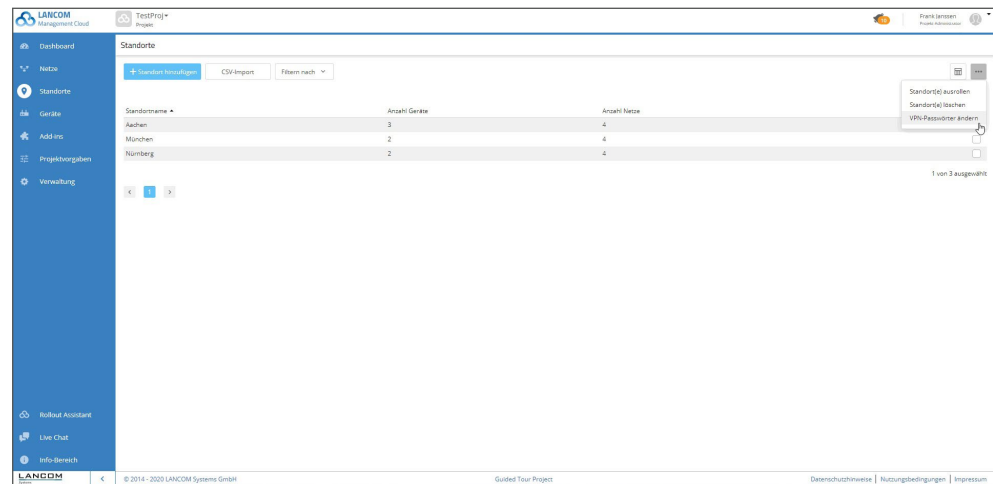 LANCOM
Management Cloud
TestProj
Projekt
Frank Janssen
Projekt Administrator
Dashboard
Netze
Standorte
Geräte
Add-ins
Projektvorgaben
Verwaltung
Rollout Assistant
Live Chat
Info-Bereich
LANCOM
Systems
Standorte
+ Standort hinzufügen
CSV-Import
Filtern nach
Standort(e) ausrollen
Standort(e) löschen
VPN-Passwörter ändern
Standortname Anzahl Geräte Anzahl Netze
Aachen 3 4
München 2 4
Nürnberg 2 4
1 von 3 ausgewählt
< 1 >
© 2014 - 2020 LANCOM Systems GmbH
Guided Tour Project
Datenschutzhinweise | Nutzungsbedingungen | Impressum